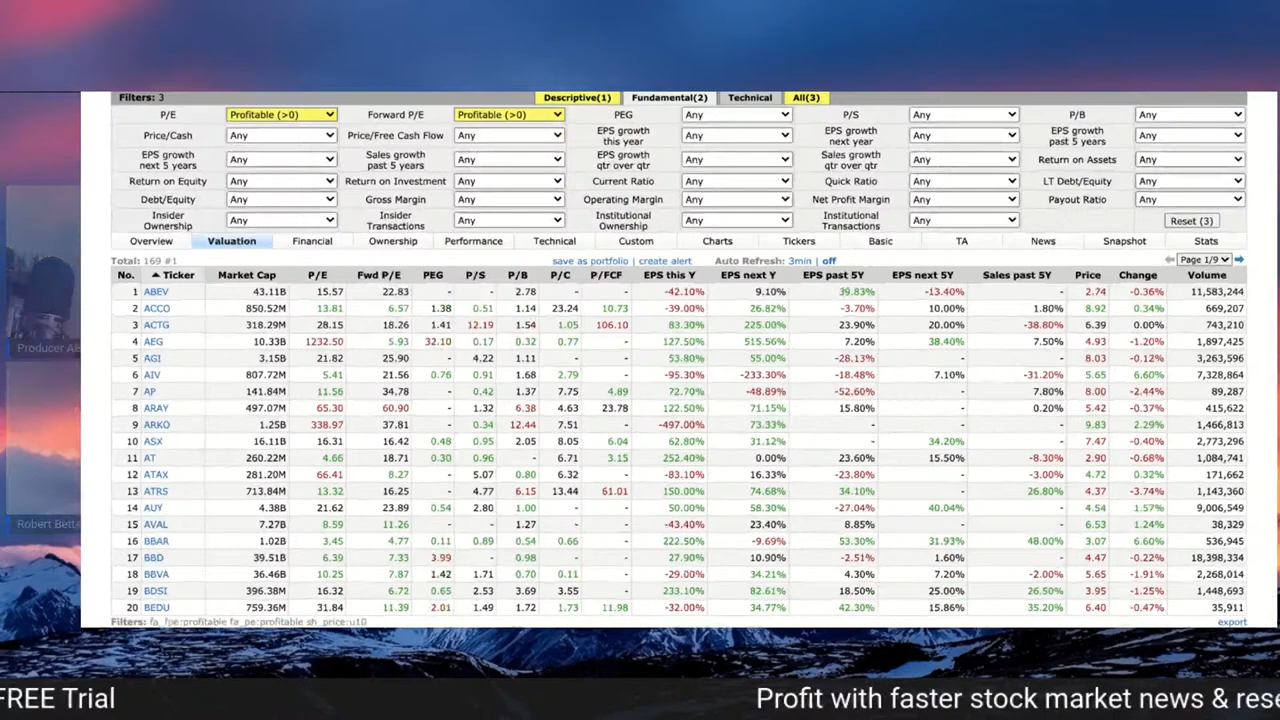 Filters: 3 Descriptive(1) Fundamental(2) Technical All(3)
P/E Profitable (>0) Forward P/E Profitable (>0) PEG Any P/S Any P/B Any
Price/Cash Any Price/Free Cash Flow Any EPS growth this year Any EPS growth next year Any EPS growth past 5 years Any
EPS growth next 5 years Any Sales growth past 5 years Any EPS growth qtr over qtr Any Sales growth qtr over qtr Any Return on Assets Any
Return on Equity Any Return on Investment Any Current Ratio Any Quick Ratio Any LT Debt/Equity Any
Debt/Equity Any Gross Margin Any Operating Margin Any Net Profit Margin Any Payout Ratio Any
Insider Ownership Any Insider Transactions Any Institutional Ownership Any Institutional Transactions Any Reset (3)
Overview Valuation Financial Ownership Performance Technical Custom Charts Tickers Basic TA News Snapshot Stats
Total: 169 #1 save as portfolio | create alert Auto Refresh: 3min | off Page 1/9
No. Ticker Market Cap P/E Fwd P/E PEG P/S P/B P/C P/FCF EPS this Y EPS next Y EPS past 5Y EPS next 5Y Sales past 5Y Price Change Volume
1 ABEV 43.11B 15.57 22.83 - - 2.78 - - -42.10% 9.10% 39.83% -13.40% - 2.74 -0.36% 11,583,244
2 ACCO 850.52M 13.81 6.57 1.38 0.51 1.14 23.24 10.73 -39.00% 26.82% -3.70% 10.00% 1.80% 8.92 0.34% 669,207
3 ACTG 318.29M 28.15 18.26 1.41 12.19 1.54 1.05 106.10 83.30% 225.00% 23.90% 20.00% -38.80% 6.39 0.00% 743,210
4 AEG 10.33B 1232.50 5.93 32.10 0.17 0.32 0.77 - 127.50% 515.56% 7.20% 38.40% 7.50% 4.93 -1.20% 1,897,425
5 AGI 3.15B 21.82 25.90 - 4.22 1.11 - - 53.80% 55.00% -28.13% - - 8.03 -0.12% 3,263,596
6 AIV 807.72M 5.41 21.56 0.76 0.91 1.68 2.79 - -95.30% -233.30% -18.48% 7.10% -31.20% 5.65 6.60% 7,328,864
7 AP 141.84M 11.56 34.78 - 0.42 1.37 7.75 4.89 72.70% -48.89% -52.60% - 7.80% 8.00 -2.44% 89,287
8 ARAY 497.07M 65.30 60.90 - 1.32 6.38 4.63 23.78 122.50% 71.15% 15.80% - 0.20% 5.42 -0.37% 415,622
9 ARKO 1.25B 338.97 37.81 - 0.34 12.44 7.51 - -497.00% 73.33% - - - 9.83 2.29% 1,466,813
10 ASX 16.11B 16.31 16.42 0.48 0.95 2.05 8.05 6.04 62.80% 31.12% - 34.20% - 7.47 -0.40% 2,773,296
11 AT 260.22M 4.66 18.71 0.30 0.96 - 6.71 3.15 252.40% 0.00% 23.60% 15.50% -8.30% 2.90 -0.68% 1,084,741
12 ATAX 281.20M 66.41 8.27 - 5.07 0.80 6.32 - -83.10% 16.33% -23.80% - -3.00% 4.72 0.32% 171,662
13 ATRS 713.84M 13.32 16.25 - 4.77 6.15 13.44 61.01 150.00% 74.68% 34.10% - 26.80% 4.37 -3.74% 1,143,360
14 AUY 4.38B 21.62 23.89 0.54 2.80 1.00 - - 50.00% 58.30% -27.04% 40.04% - 4.54 1.57% 9,006,549
15 AVAL 7.27B 8.59 11.26 - - 1.27 - - -43.40% 23.40% 8.85% - - 6.53 1.24% 38,329
16 BBAR 1.02B 3.45 4.77 0.11 0.89 0.54 0.66 - 222.50% -9.69% 53.30% 31.93% 48.00% 3.07 6.60% 536,945
17 BBD 39.51B 6.39 7.33 3.99 - 0.98 - - 27.90% 10.90% -2.51% 1.60% - 4.47 -0.22% 18,398,334
18 BBVA 36.46B 10.25 7.87 1.42 1.71 0.70 0.11 - -29.00% 34.21% 4.30% 7.20% -2.00% 5.65 -1.91% 2,268,014
19 BDSI 396.38M 16.32 6.72 0.65 2.53 3.69 3.55 - 233.10% 82.61% 18.50% 25.00% 26.50% 3.95 -1.25% 1,448,693
20 BEDU 759.36M 31.84 11.39 2.01 1.49 1.72 1.73 11.98 -32.00% 34.77% 42.30% 15.86% 35.20% 6.40 -0.47% 35,911
Filters: fa_fpe:profitable fa_pe:profitable sh_price:u10 export
Producer
Robert
FREE Trial Profit with faster stock market news &